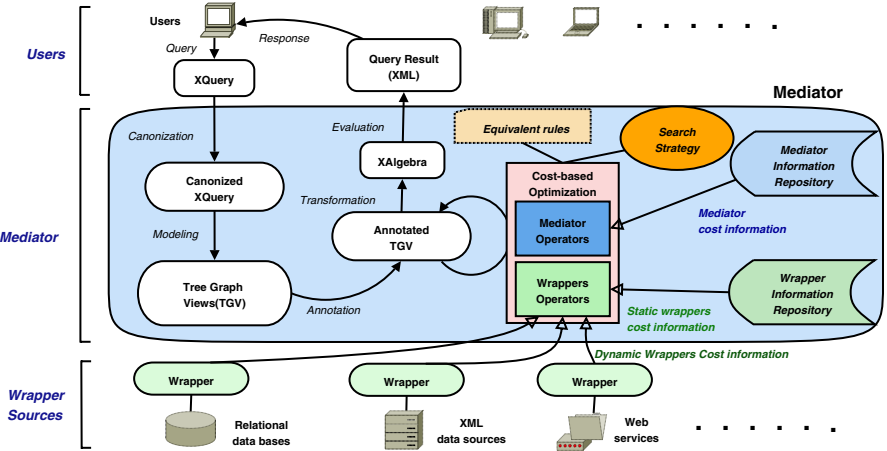 Users
Users
Query
Response
XQuery
Query Result
(XML)
Mediator
Canonization
Evaluation
Equivalent rules
Search
Strategy
XAlgebra
Canonized
XQuery
Transformation
Cost-based
Optimization
Mediator
Information
Repository
Mediator
Modeling
Annotated
TGV
Mediator
Operators
Mediator
cost information
Tree Graph
Views(TGV)
Annotation
Wrappers
Operators
Wrapper
Information
Repository
Static wrappers
cost information
Dynamic Wrappers Cost information
Wrapper
Sources
Wrapper
Wrapper
Wrapper
Relational
data bases
XML
data sources
Web
services